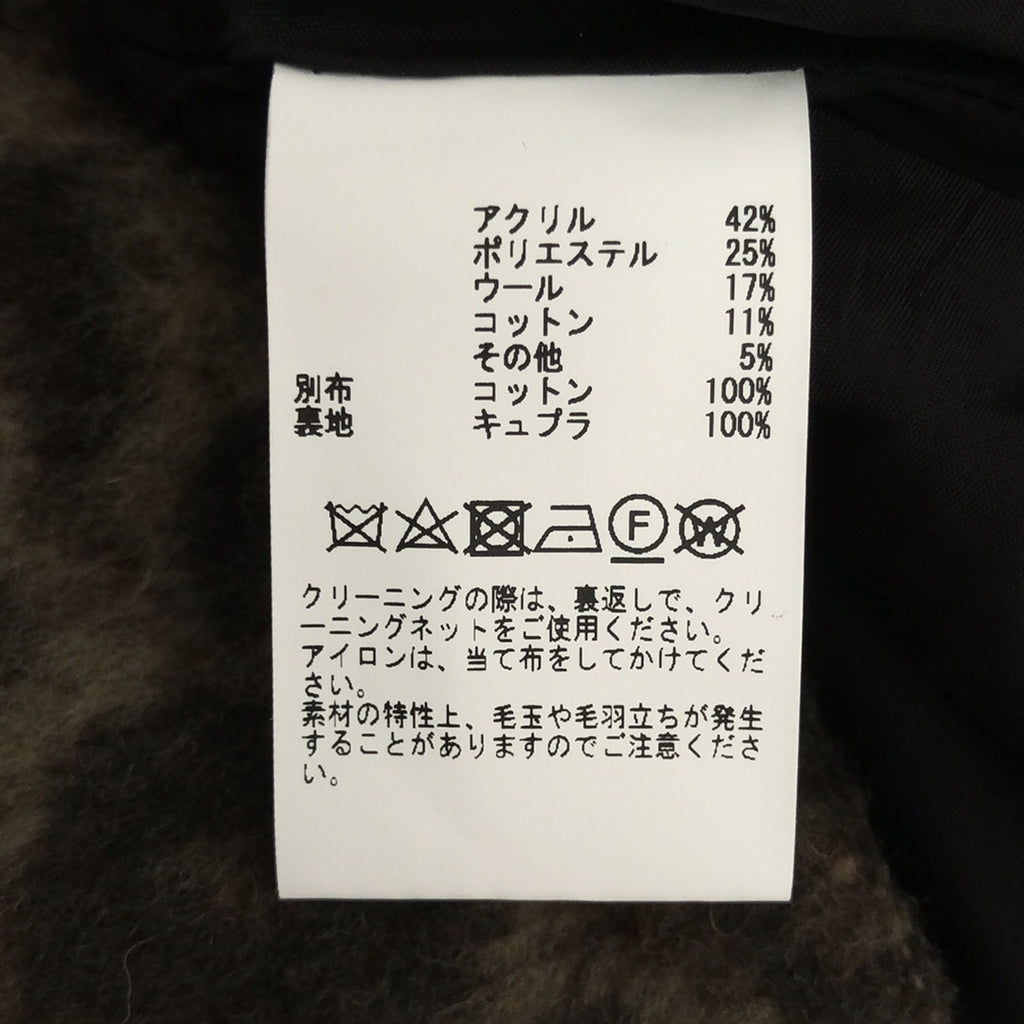 アクリル 42%
ポリエステル 25%
ウール 17%
コットン 11%
その他 5%
別布 コットン 100%
裏地 キュプラ 100%
F W
クリーニングの際は、裏返しで、クリ
ーニングネットをご使用ください。
アイロンは、当て布をしてかけてくだ
さい。
素材の特性上、毛玉や毛羽立ちが発生
することがありますのでご注意くださ
い。